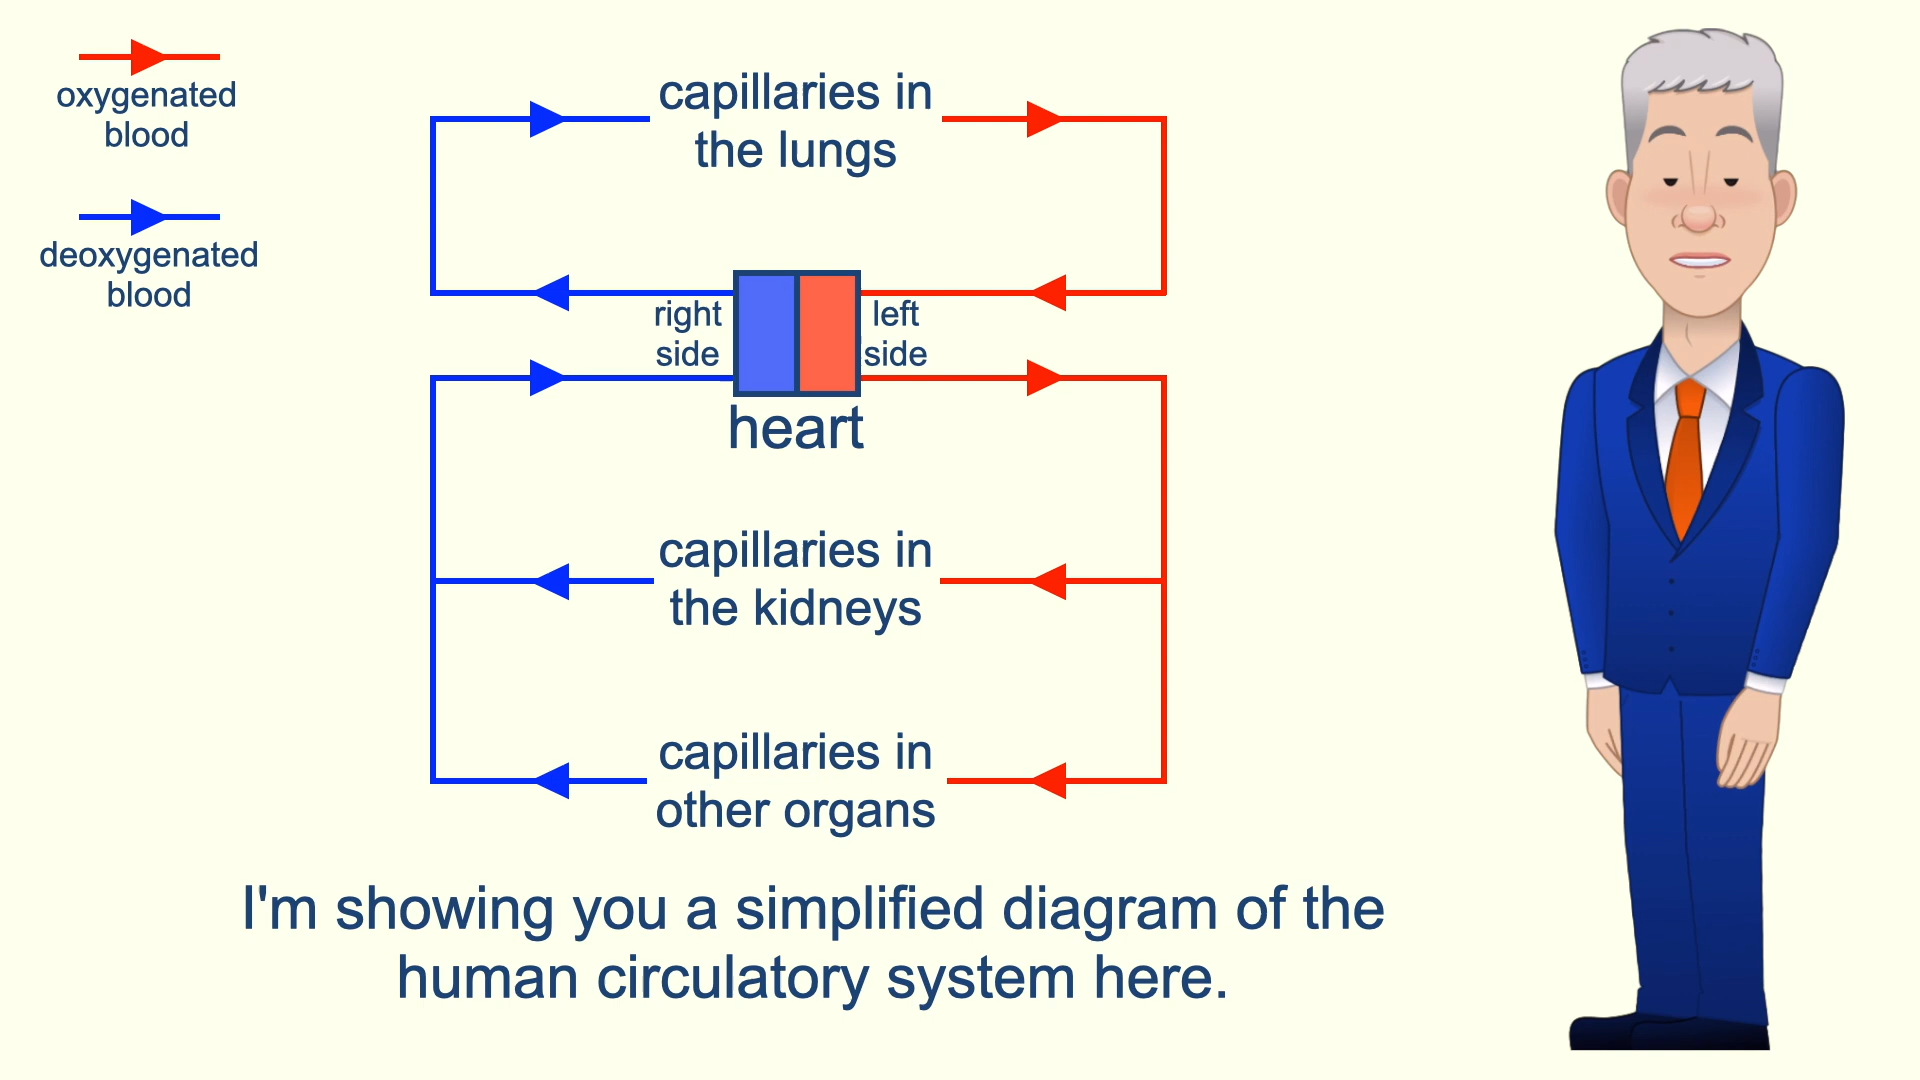 oxygenated
blood
deoxygenated
blood
capillaries in
the lungs
right
side
left
side
heart
capillaries in
the kidneys
capillaries in
other organs
I'm showing you a simplified diagram of the
human circulatory system here.